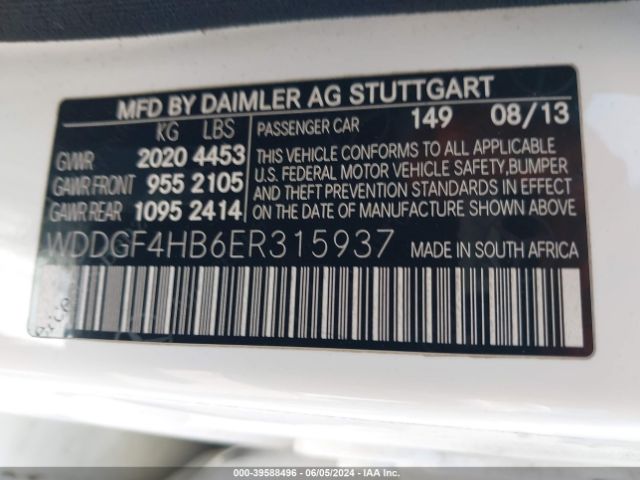 MFD BY DAIMLER AG STUTTGART
KG LBS
GVWR 2020 4453
GAWR FRONT 955 2105
GAWR REAR 1095 2414
PASSENGER CAR 149 08/13
THIS VEHICLE CONFORMS TO ALL APPLICABLE
U.S. FEDERAL MOTOR VEHICLE SAFETY, BUMPER
AND THEFT PREVENTION STANDARDS IN EFFECT
ON THE DATE OF MANUFACTURE SHOWN ABOVE
WDDGF4HB6ER315937 MADE IN SOUTH AFRICA
000-39588496 - 06/05/2024 - IAA Inc.